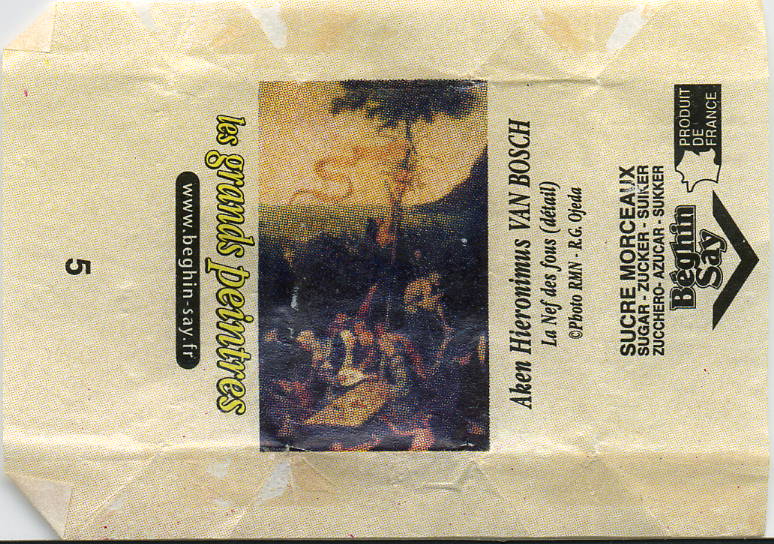 les grands peintres
www.beghin-say.fr
5
Aken Hieronimus VAN BOSCH
La Nef des fous (détail)
©Photo RMN - R.G. Ojeda
SUCRE MORCEAUX
SUGAR - ZUCKER - SUIKER
ZUCCHERO- AZUCAR - SUKKER
Béghin
Say
PRODUIT
DE
FRANCE